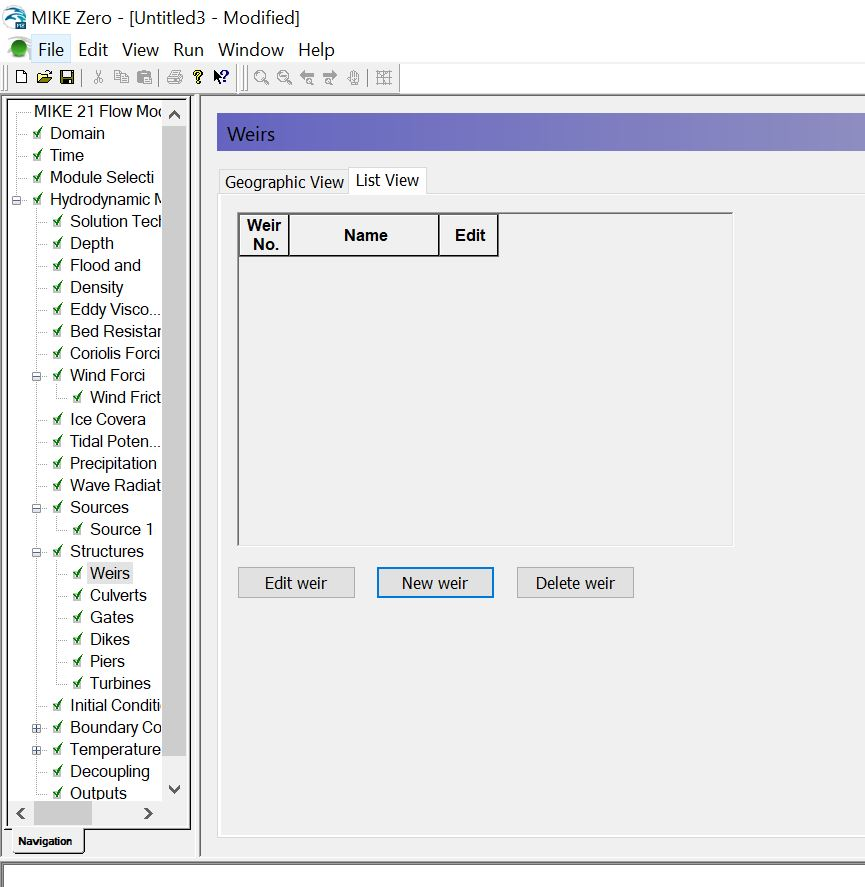 MIKE Zero - [Untitled3 - Modified]
File Edit View Run Window Help
MIKE 21 Flow Moc
Domain
Time
Module Selecti
Hydrodynamic M
Solution Tech
Depth
Flood and
Density
Eddy Visco...
Bed Resistar
Coriolis Forci
Wind Forci
Wind Frict
Ice Covera
Tidal Poten...
Precipitation
Wave Radiat
Sources
Source 1
Structures
Weirs
Culverts
Gates
Dikes
Piers
Turbines
Initial Conditi
Boundary Co
Temperature
Decoupling
Outputs
Navigation
Weirs
Geographic View List View
Weir No. Name Edit
Edit weir New weir Delete weir